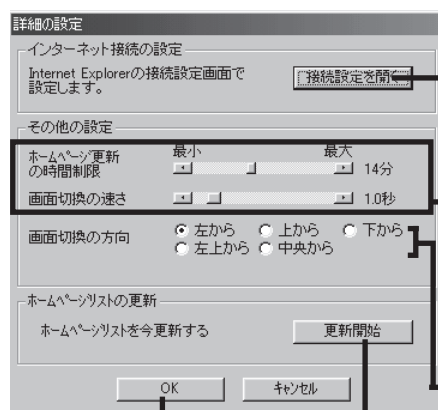 詳細の設定
インターネット接続の設定
Internet Explorerの接続設定画面で
設定します。
接続設定を開く
その他の設定
ホームページ更新
の時間制限
最小 最大
14分
画面切換の速さ
1.0秒
画面切換の方向
左から 上から 下から
左上から 中央から
ホームページリストの更新
ホームページリストを今更新する
更新開始
OK キャンセル